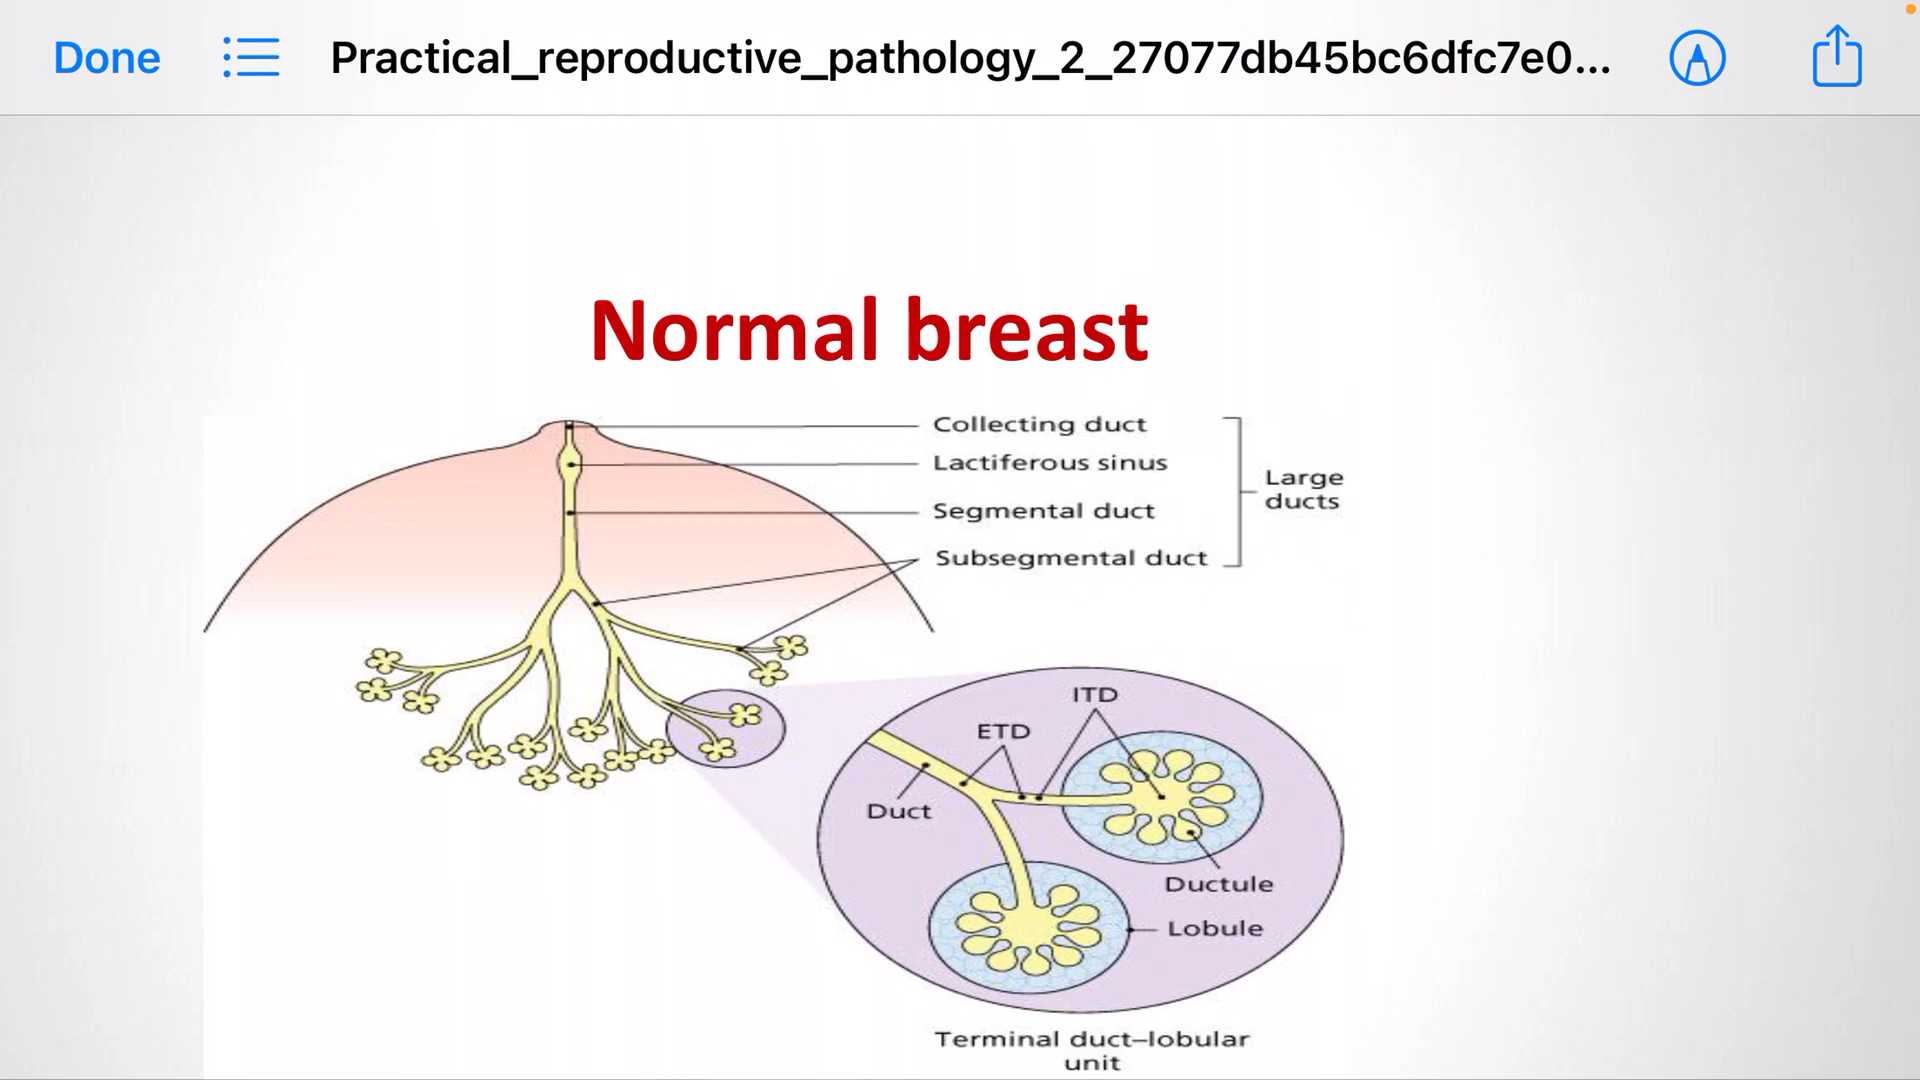 Done
Practical_reproductive_pathology_2_27077db45bc6dfc7e0...
Normal breast
Collecting duct
Lactiferous sinus
Segmental duct
Subsegmental duct
Large
ducts
ITD
ETD
Duct
Ductule
Lobule
Terminal duct–lobular
unit